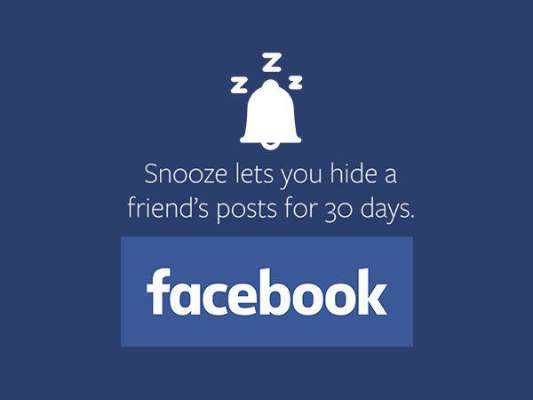 z z z
Snooze lets you hide a
friend's posts for 30 days.
facebook